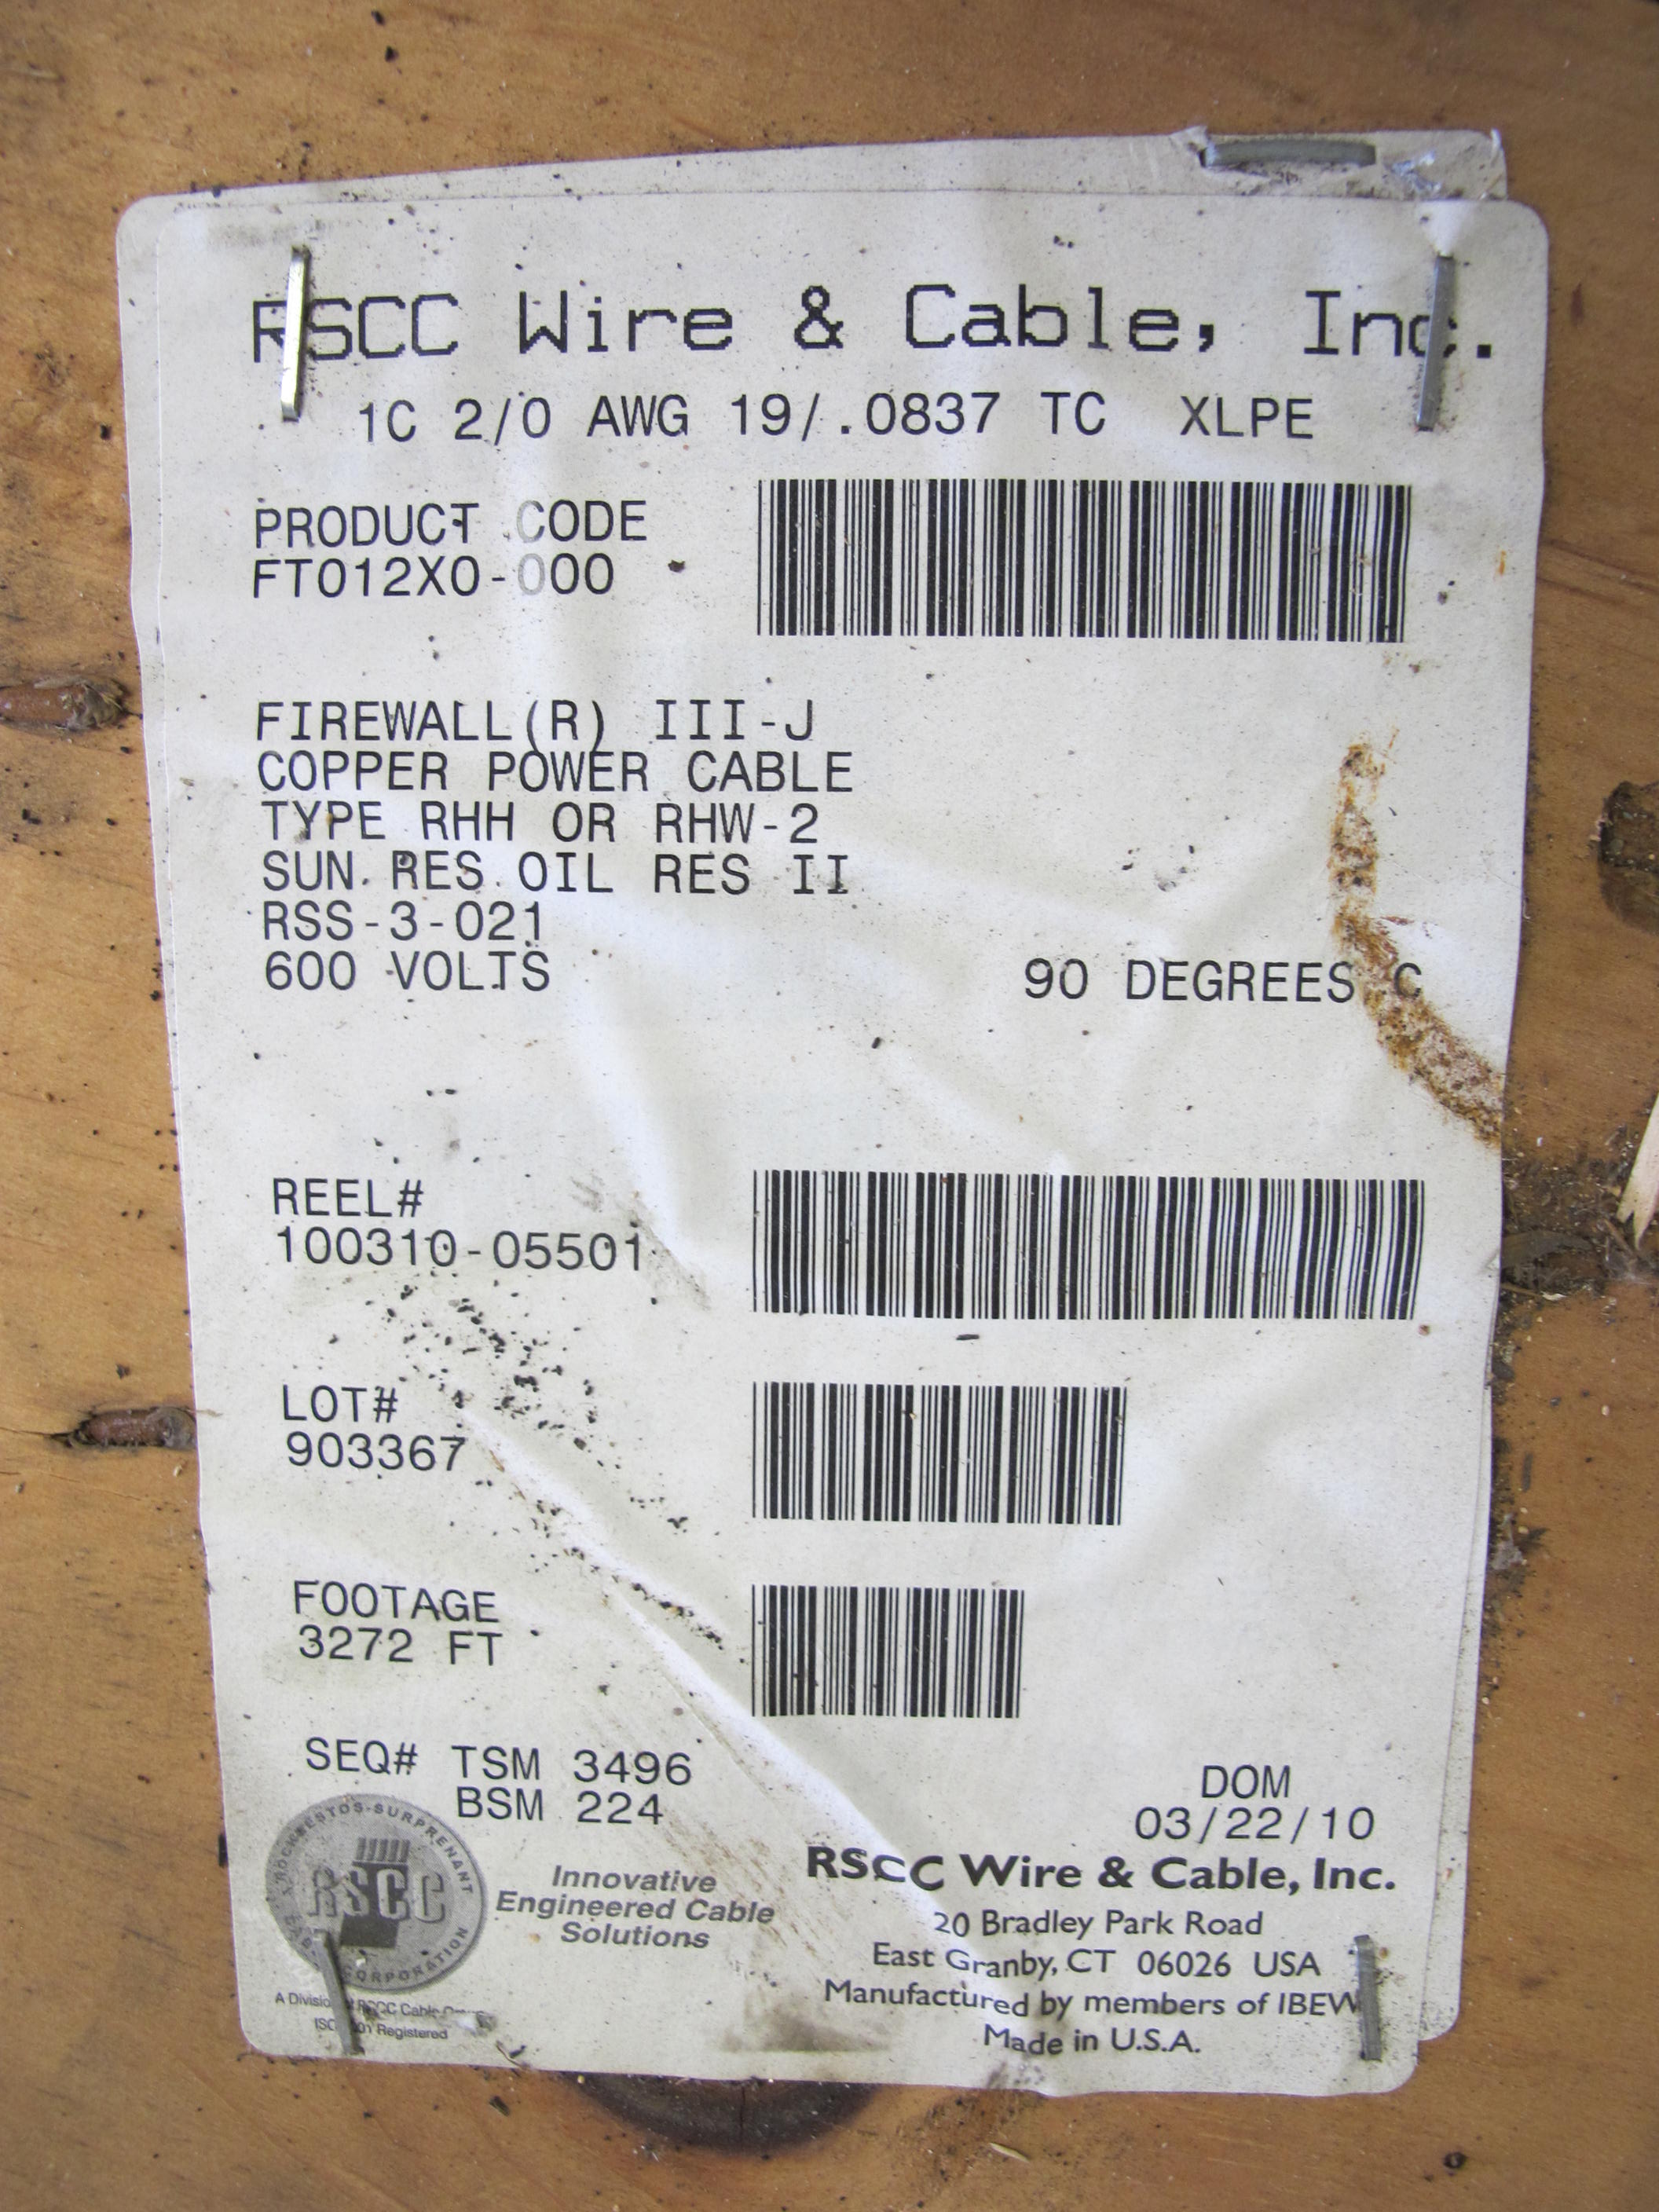 RSCC Wire & Cable, Inc.
1C 2/0 AWG 19/.0837 TC XLPE
PRODUCT CODE
FT012X0-000
FIREWALL(R) III-J
COPPER POWER CABLE
TYPE RHH OR RHW-2
SUN RES OIL RES II
RSS-3-021
600 VOLTS 90 DEGREES C
REEL#
100310-05501
LOT#
903367
FOOTAGE
3272 FT
SEQ# TSM 3496
BSM 224
DOM
03/22/10
RSCC
Innovative
Engineered Cable
Solutions
A Division RSCC Cable
Registered
RSCC Wire & Cable, Inc.
20 Bradley Park Road
East Granby, CT 06026 USA
Manufactured by members of IBEW
Made in U.S.A.